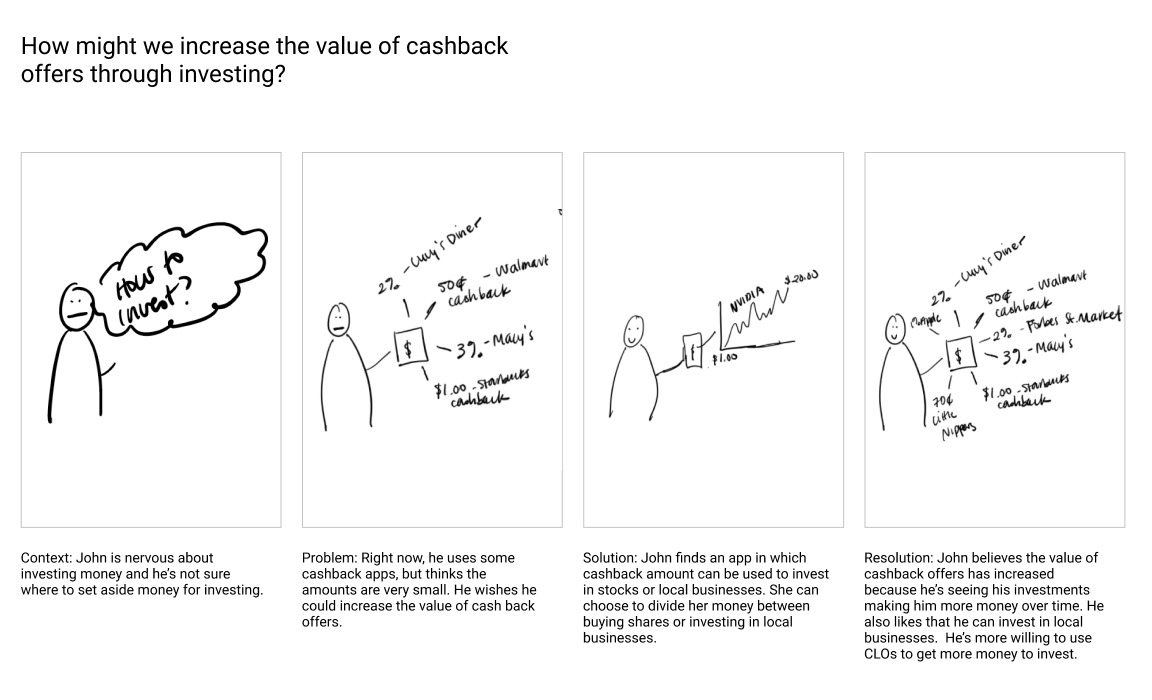 How might we increase the value of cashback
offers through investing?
How to
invest?
2% - Lucy's Diner
50¢ - Walmart
cashback
$
3% - Macy's
$1.00 - Starbucks
cashback
NVIDIA
$20.00
$
$1.00
2% - Lucy's Diner
50¢ - Walmart
cashback
2% - Forbes St. Market
$
3% - Macy's
$1.00 - Starbucks
cashback
70¢
Little
Nippers
Context: John is nervous about
investing money and he's not sure
where to set aside money for investing.
Problem: Right now, he uses some
cashback apps, but thinks the
amounts are very small. He wishes he
could increase the value of cash back
offers.
Solution: John finds an app in which
cashback amount can be used to invest
in stocks or local businesses. She can
choose to divide her money between
buying shares or investing in local
businesses.
Resolution: John believes the value of
cashback offers has increased
because he's seeing his investments
making him more money over time. He
also likes that he can invest in local
businesses.  He's more willing to use
CLOs to get more money to invest.